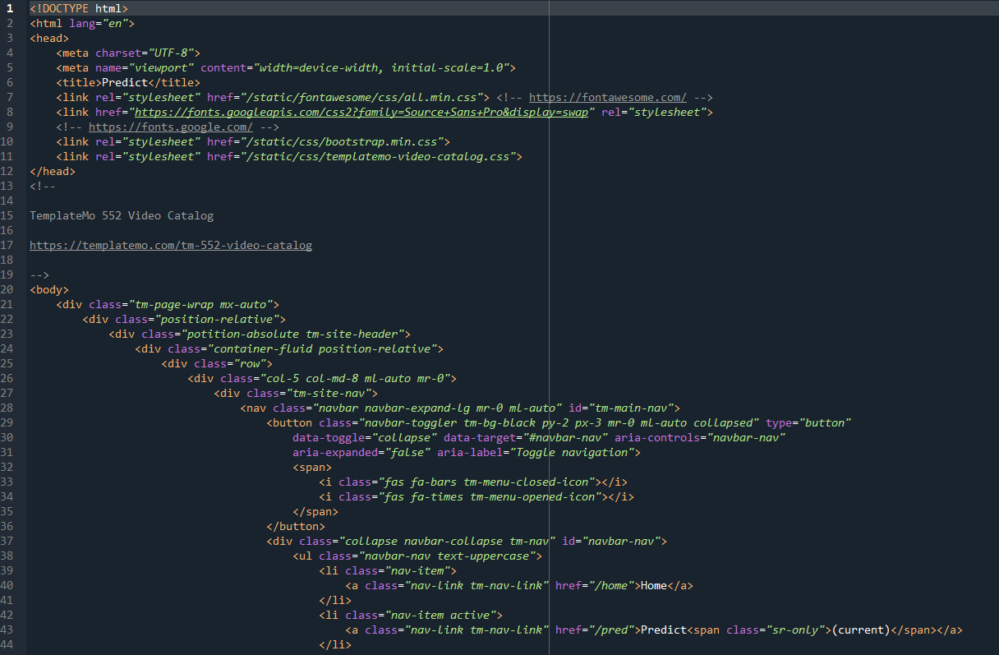 1 <!DOCTYPE html>
2 <html lang="en">
3 <head>
4     <meta charset="UTF-8">
5     <meta name="viewport" content="width=device-width, initial-scale=1.0">
6     <title>Predict</title>
7     <link rel="stylesheet" href="/static/fontawesome/css/all.min.css"> <!-- https://fontawesome.com/ -->
8     <link href="https://fonts.googleapis.com/css2?family=Source+Sans+Pro&display=swap" rel="stylesheet">
9     <!-- https://fonts.google.com/ -->
10     <link rel="stylesheet" href="/static/css/bootstrap.min.css">
11     <link rel="stylesheet" href="/static/css/templatemo-video-catalog.css">
12 </head>
13 <!--
14
15 TemplateMo 552 Video Catalog
16
17 https://templatemo.com/tm-552-video-catalog
18
19 -->
20 <body>
21     <div class="tm-page-wrap mx-auto">
22         <div class="position-relative">
23             <div class="potition-absolute tm-site-header">
24                 <div class="container-fluid position-relative">
25                     <div class="row">
26                         <div class="col-5 col-md-8 ml-auto mr-0">
27                             <div class="tm-site-nav">
28                                 <nav class="navbar navbar-expand-lg mr-0 ml-auto" id="tm-main-nav">
29                                     <button class="navbar-toggler tm-bg-black py-2 px-3 mr-0 ml-auto collapsed" type="button"
30                                         data-toggle="collapse" data-target="#navbar-nav" aria-controls="navbar-nav"
31                                         aria-expanded="false" aria-label="Toggle navigation">
32                                         <span>
33                                             <i class="fas fa-bars tm-menu-closed-icon"></i>
34                                             <i class="fas fa-times tm-menu-opened-icon"></i>
35                                         </span>
36                                     </button>
37                                     <div class="collapse navbar-collapse tm-nav" id="navbar-nav">
38                                         <ul class="navbar-nav text-uppercase">
39                                             <li class="nav-item">
40                                                 <a class="nav-link tm-nav-link" href="/home">Home</a>
41                                             </li>
42                                             <li class="nav-item active">
43                                                 <a class="nav-link tm-nav-link" href="/pred">Predict<span class="sr-only">(current)</span></a>
44                                             </li>